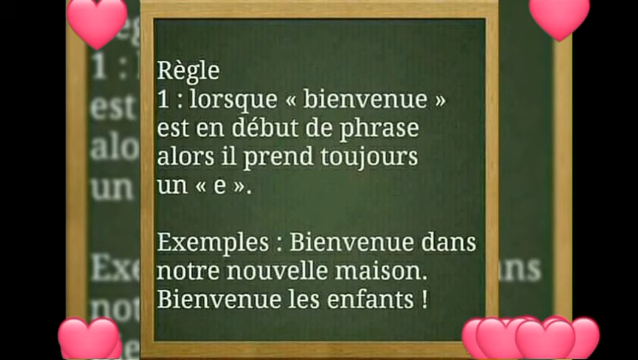 Règle
1 : lorsque « bienvenue »
est en début de phrase
alors il prend toujours
un « e ».
Exemples : Bienvenue dans
notre nouvelle maison.
Bienvenue les enfants !